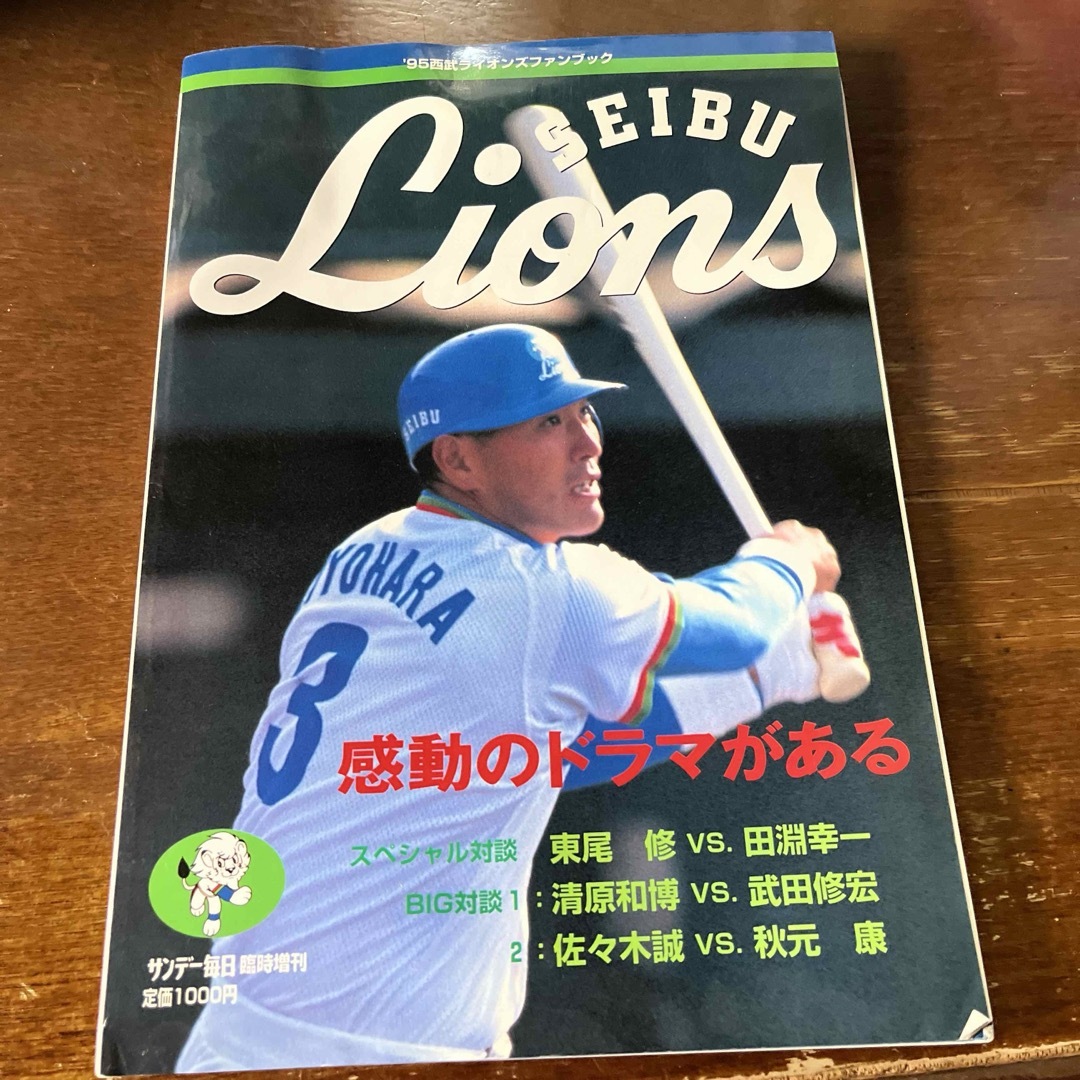 '95西武ライオンズファンブック
SEIBU
Lions
Lions
SEIBU
YOHARA
3
感動のドラマがある
スペシャル対談 東尾 修 VS. 田淵幸一
BIG対談1:清原和博 VS. 武田修宏
2:佐々木誠 VS. 秋元 康
サンデー毎日 臨時増刊
定価1000円